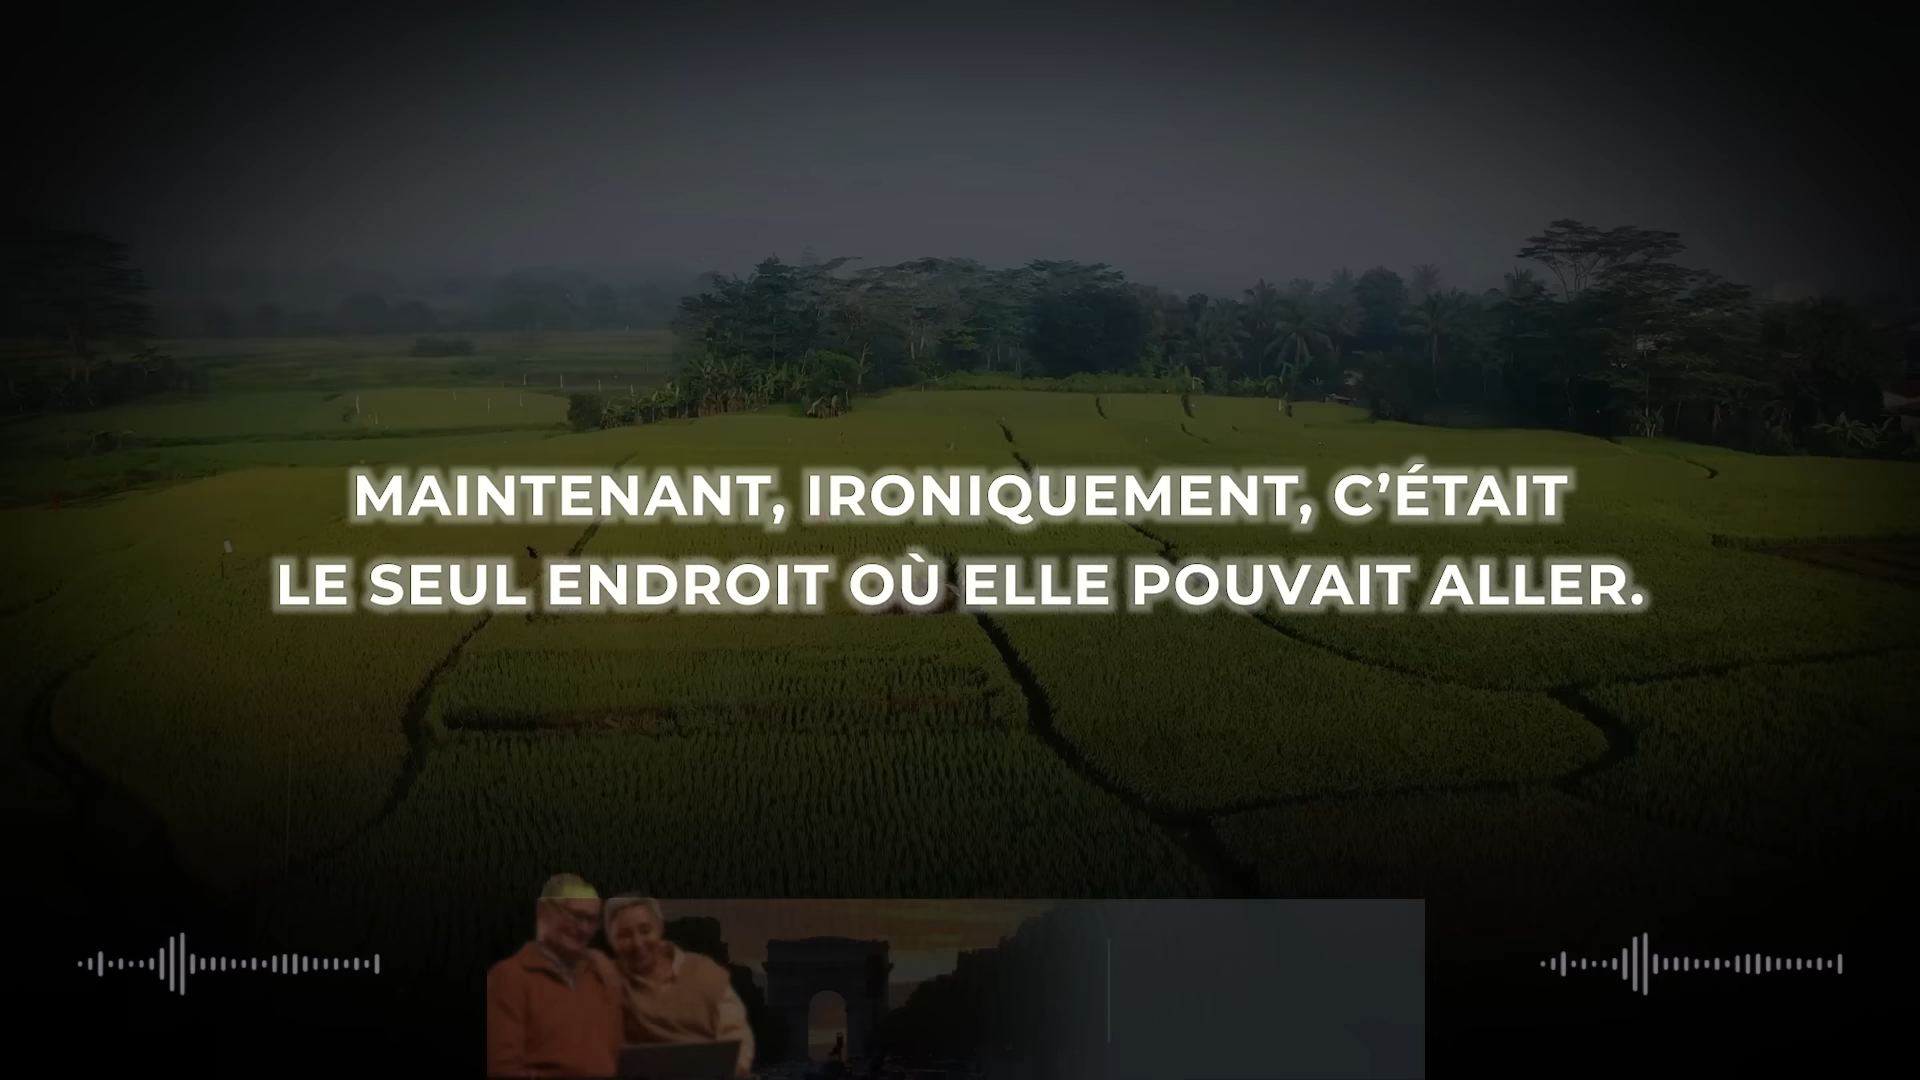 MAINTENANT, IRONIQUEMENT, C’ÉTAIT
LE SEUL ENDROIT OÙ ELLE POUVAIT ALLER.